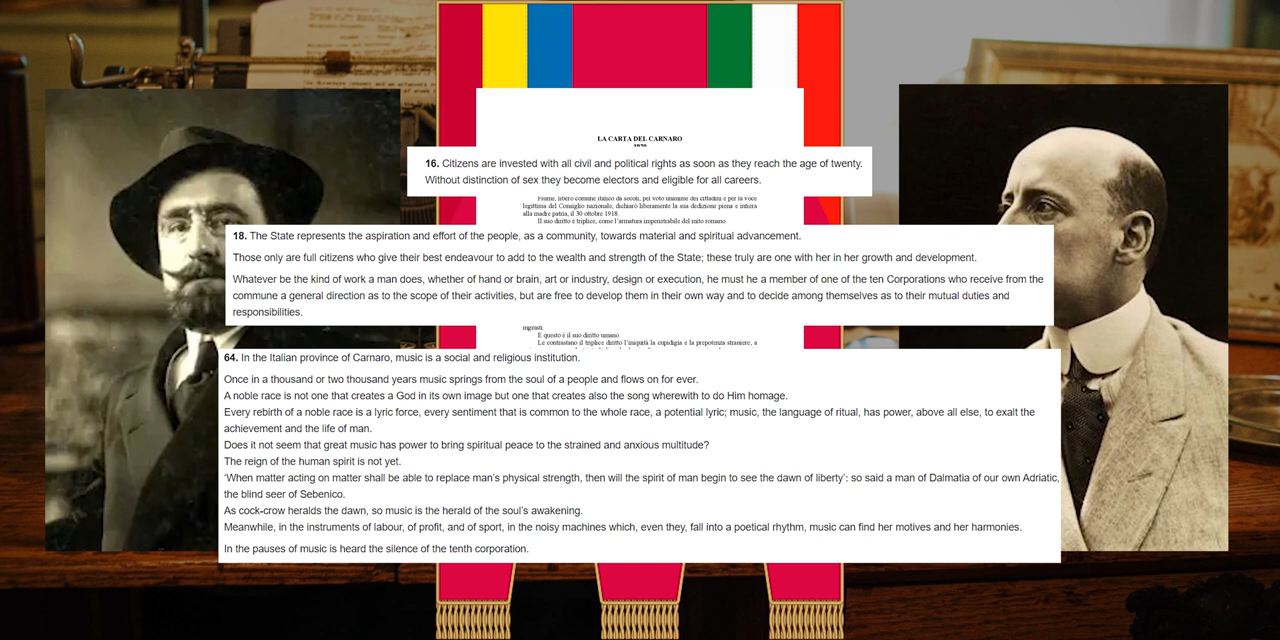 LA CARTA DEL CARNARO
16. Citizens are invested with all civil and political rights as soon as they reach the age of twenty.
Without distinction of sex they become electors and eligible for all careers.
Fiume, libero comune italico da secoli, pel voto unanime dei cittadini e per la voce
legittima del Consiglio nazionale, dichiarò liberamente la sua dedizione piena e intiera
alla madre patria, il 30 ottobre 1918.
Il suo diritto è triplice, come l'armatura impenetrabile del mito romano.
18. The State represents the aspiration and effort of the people, as a community, towards material and spiritual advancement.
Those only are full citizens who give their best endeavour to add to the wealth and strength of the State; these truly are one with her in her growth and development.
Whatever be the kind of work a man does, whether of hand or brain, art or industry, design or execution, he must he a member of one of the ten Corporations who receive from the
commune a general direction as to the scope of their activities, but are free to develop them in their own way and to decide among themselves as to their mutual duties and
responsibilities.
E questo è il suo diritto umano.
Le contrastano il triplice diritto l'iniquità la cupidigia e la prepotenza straniere, a
64. In the Italian province of Carnaro, music is a social and religious institution.
Once in a thousand or two thousand years music springs from the soul of a people and flows on for ever.
A noble race is not one that creates a God in its own image but one that creates also the song wherewith to do Him homage.
Every rebirth of a noble race is a lyric force, every sentiment that is common to the whole race, a potential lyric; music, the language of ritual, has power, above all else, to exalt the
achievement and the life of man.
Does it not seem that great music has power to bring spiritual peace to the strained and anxious multitude?
The reign of the human spirit is not yet.
‘When matter acting on matter shall be able to replace man's physical strength, then will the spirit of man begin to see the dawn of liberty’: so said a man of Dalmatia of our own Adriatic,
the blind seer of Sebenico.
As cock-crow heralds the dawn, so music is the herald of the soul's awakening.
Meanwhile, in the instruments of labour, of profit, and of sport, in the noisy machines which, even they, fall into a poetical rhythm, music can find her motives and her harmonies.
In the pauses of music is heard the silence of the tenth corporation.